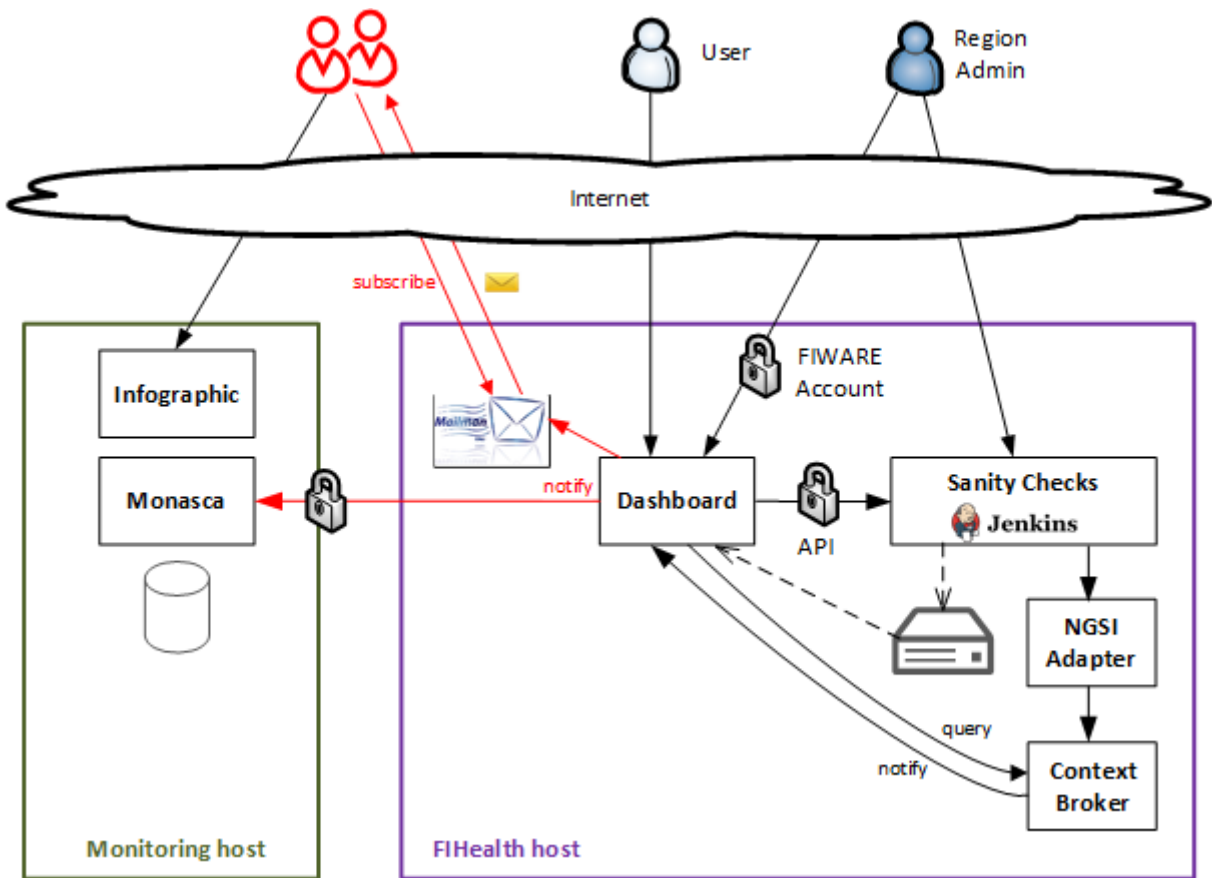 User
Region
Admin
Internet
subscribe
Infographic
Mailman
FIWARE
Account
Monasca
notify
Dashboard
API
Sanity Checks
Jenkins
NGSI
Adapter
query
notify
Context
Broker
Monitoring host
FIHealth host